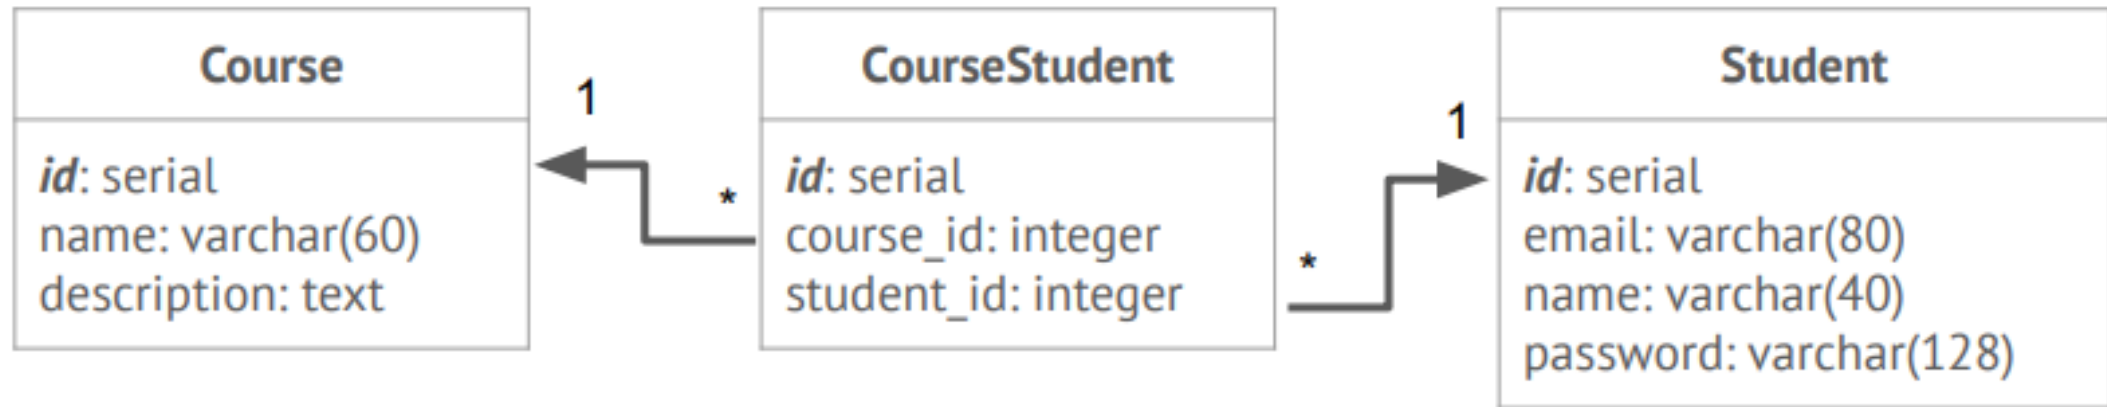 Course
id: serial
name: varchar(60)
description: text
1
*
CourseStudent
id: serial
course_id: integer
student_id: integer
*
1
Student
id: serial
email: varchar(80)
name: varchar(40)
password: varchar(128)